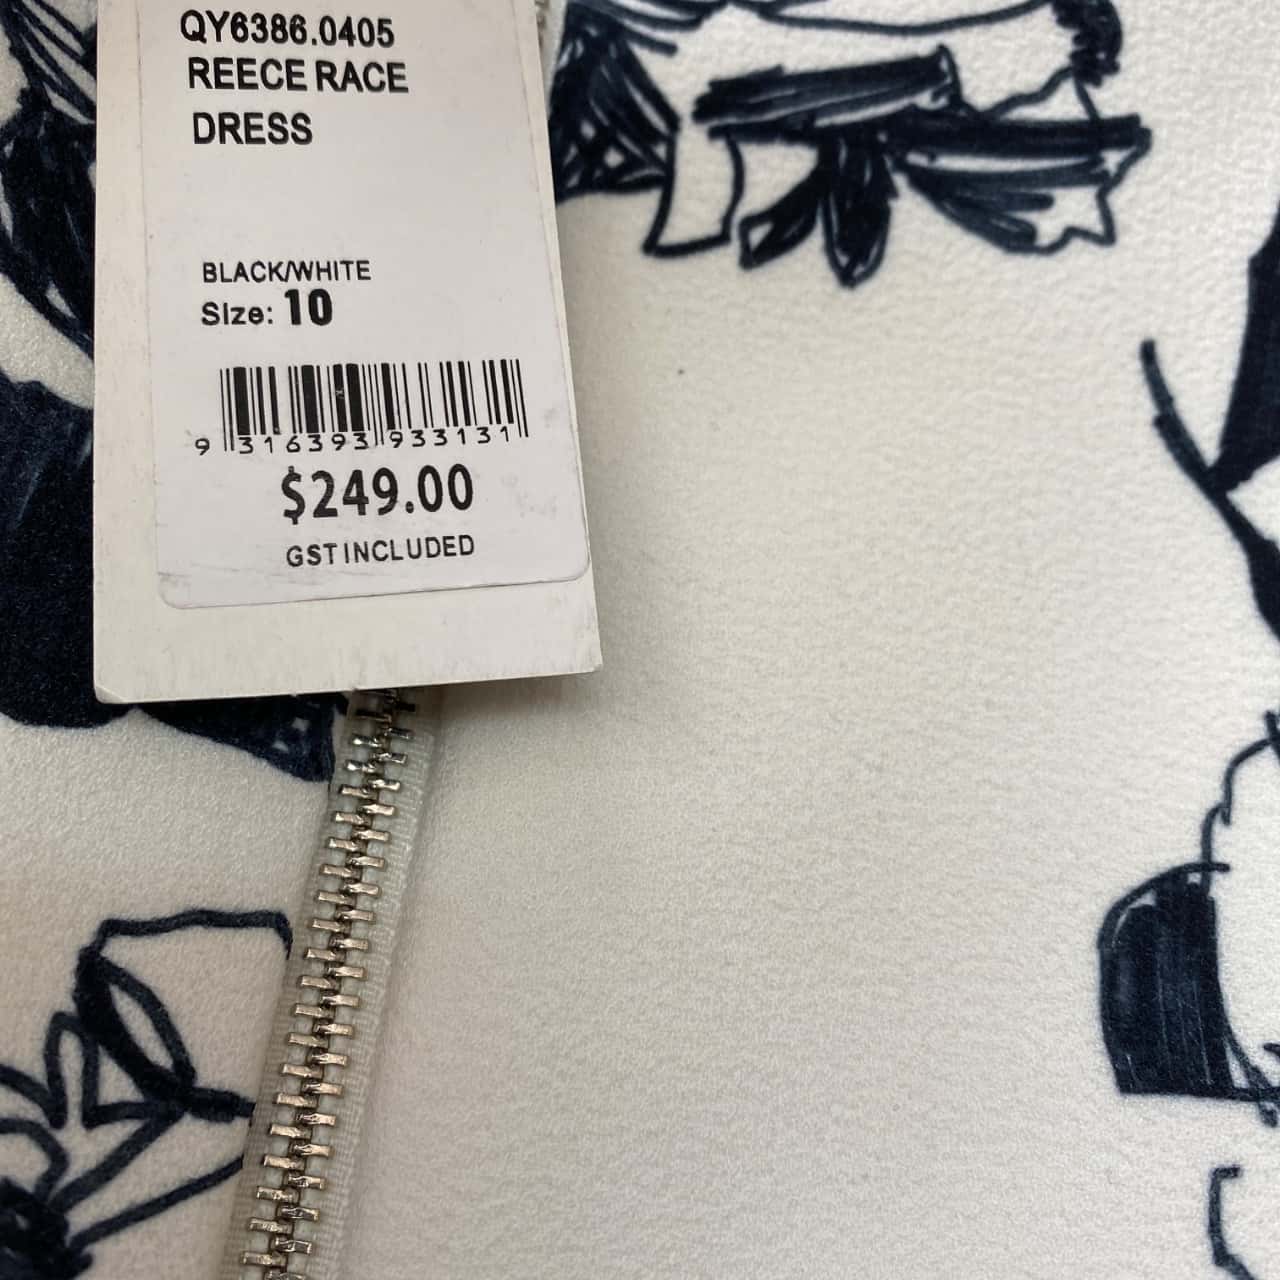 QY6386.0405
REECE RACE
DRESS
BLACK/WHITE
Size: 10
9 316393 933131
$249.00
GST INCLUDED